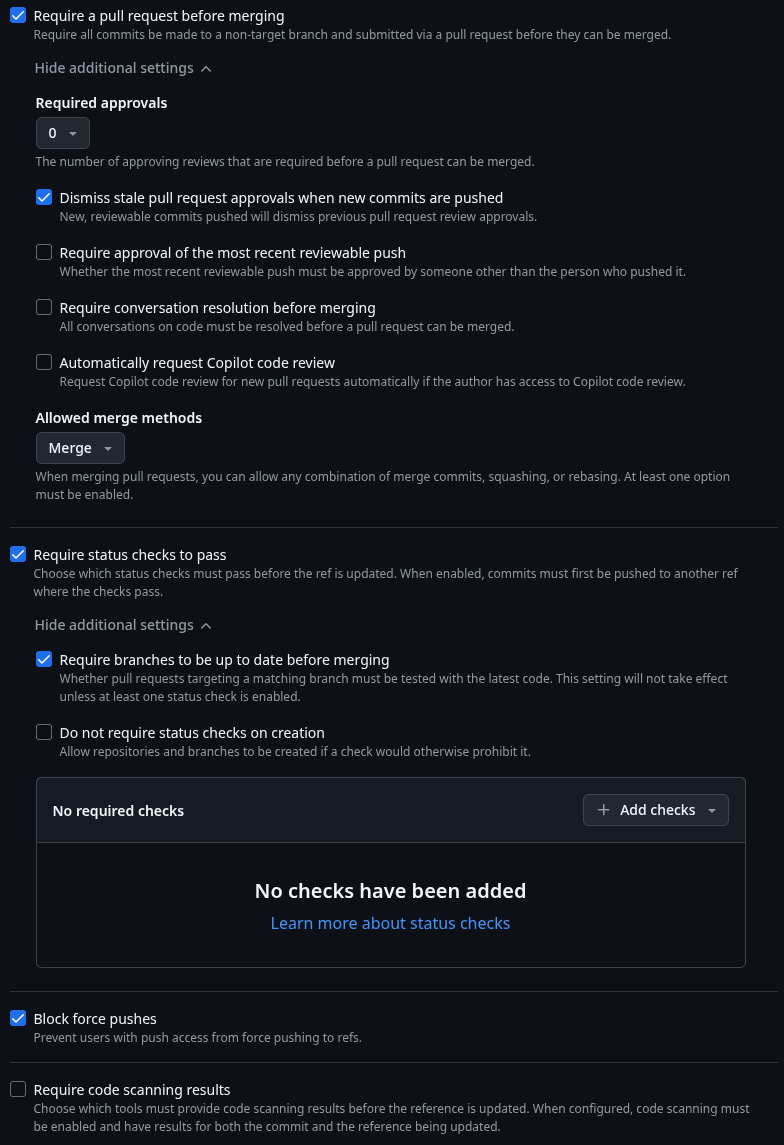 Require a pull request before merging
Require all commits be made to a non-target branch and submitted via a pull request before they can be merged.
Hide additional settings
Required approvals
0
The number of approving reviews that are required before a pull request can be merged.
Dismiss stale pull request approvals when new commits are pushed
New, reviewable commits pushed will dismiss previous pull request review approvals.
Require approval of the most recent reviewable push
Whether the most recent reviewable push must be approved by someone other than the person who pushed it.
Require conversation resolution before merging
All conversations on code must be resolved before a pull request can be merged.
Automatically request Copilot code review
Request Copilot code review for new pull requests automatically if the author has access to Copilot code review.
Allowed merge methods
Merge
When merging pull requests, you can allow any combination of merge commits, squashing, or rebasing. At least one option
must be enabled.
Require status checks to pass
Choose which status checks must pass before the ref is updated. When enabled, commits must first be pushed to another ref
where the checks pass.
Hide additional settings
Require branches to be up to date before merging
Whether pull requests targeting a matching branch must be tested with the latest code. This setting will not take effect
unless at least one status check is enabled.
Do not require status checks on creation
Allow repositories and branches to be created if a check would otherwise prohibit it.
No required checks
Add checks
No checks have been added
Learn more about status checks
Block force pushes
Prevent users with push access from force pushing to refs.
Require code scanning results
Choose which tools must provide code scanning results before the reference is updated. When configured, code scanning must
be enabled and have results for both the commit and the reference being updated.